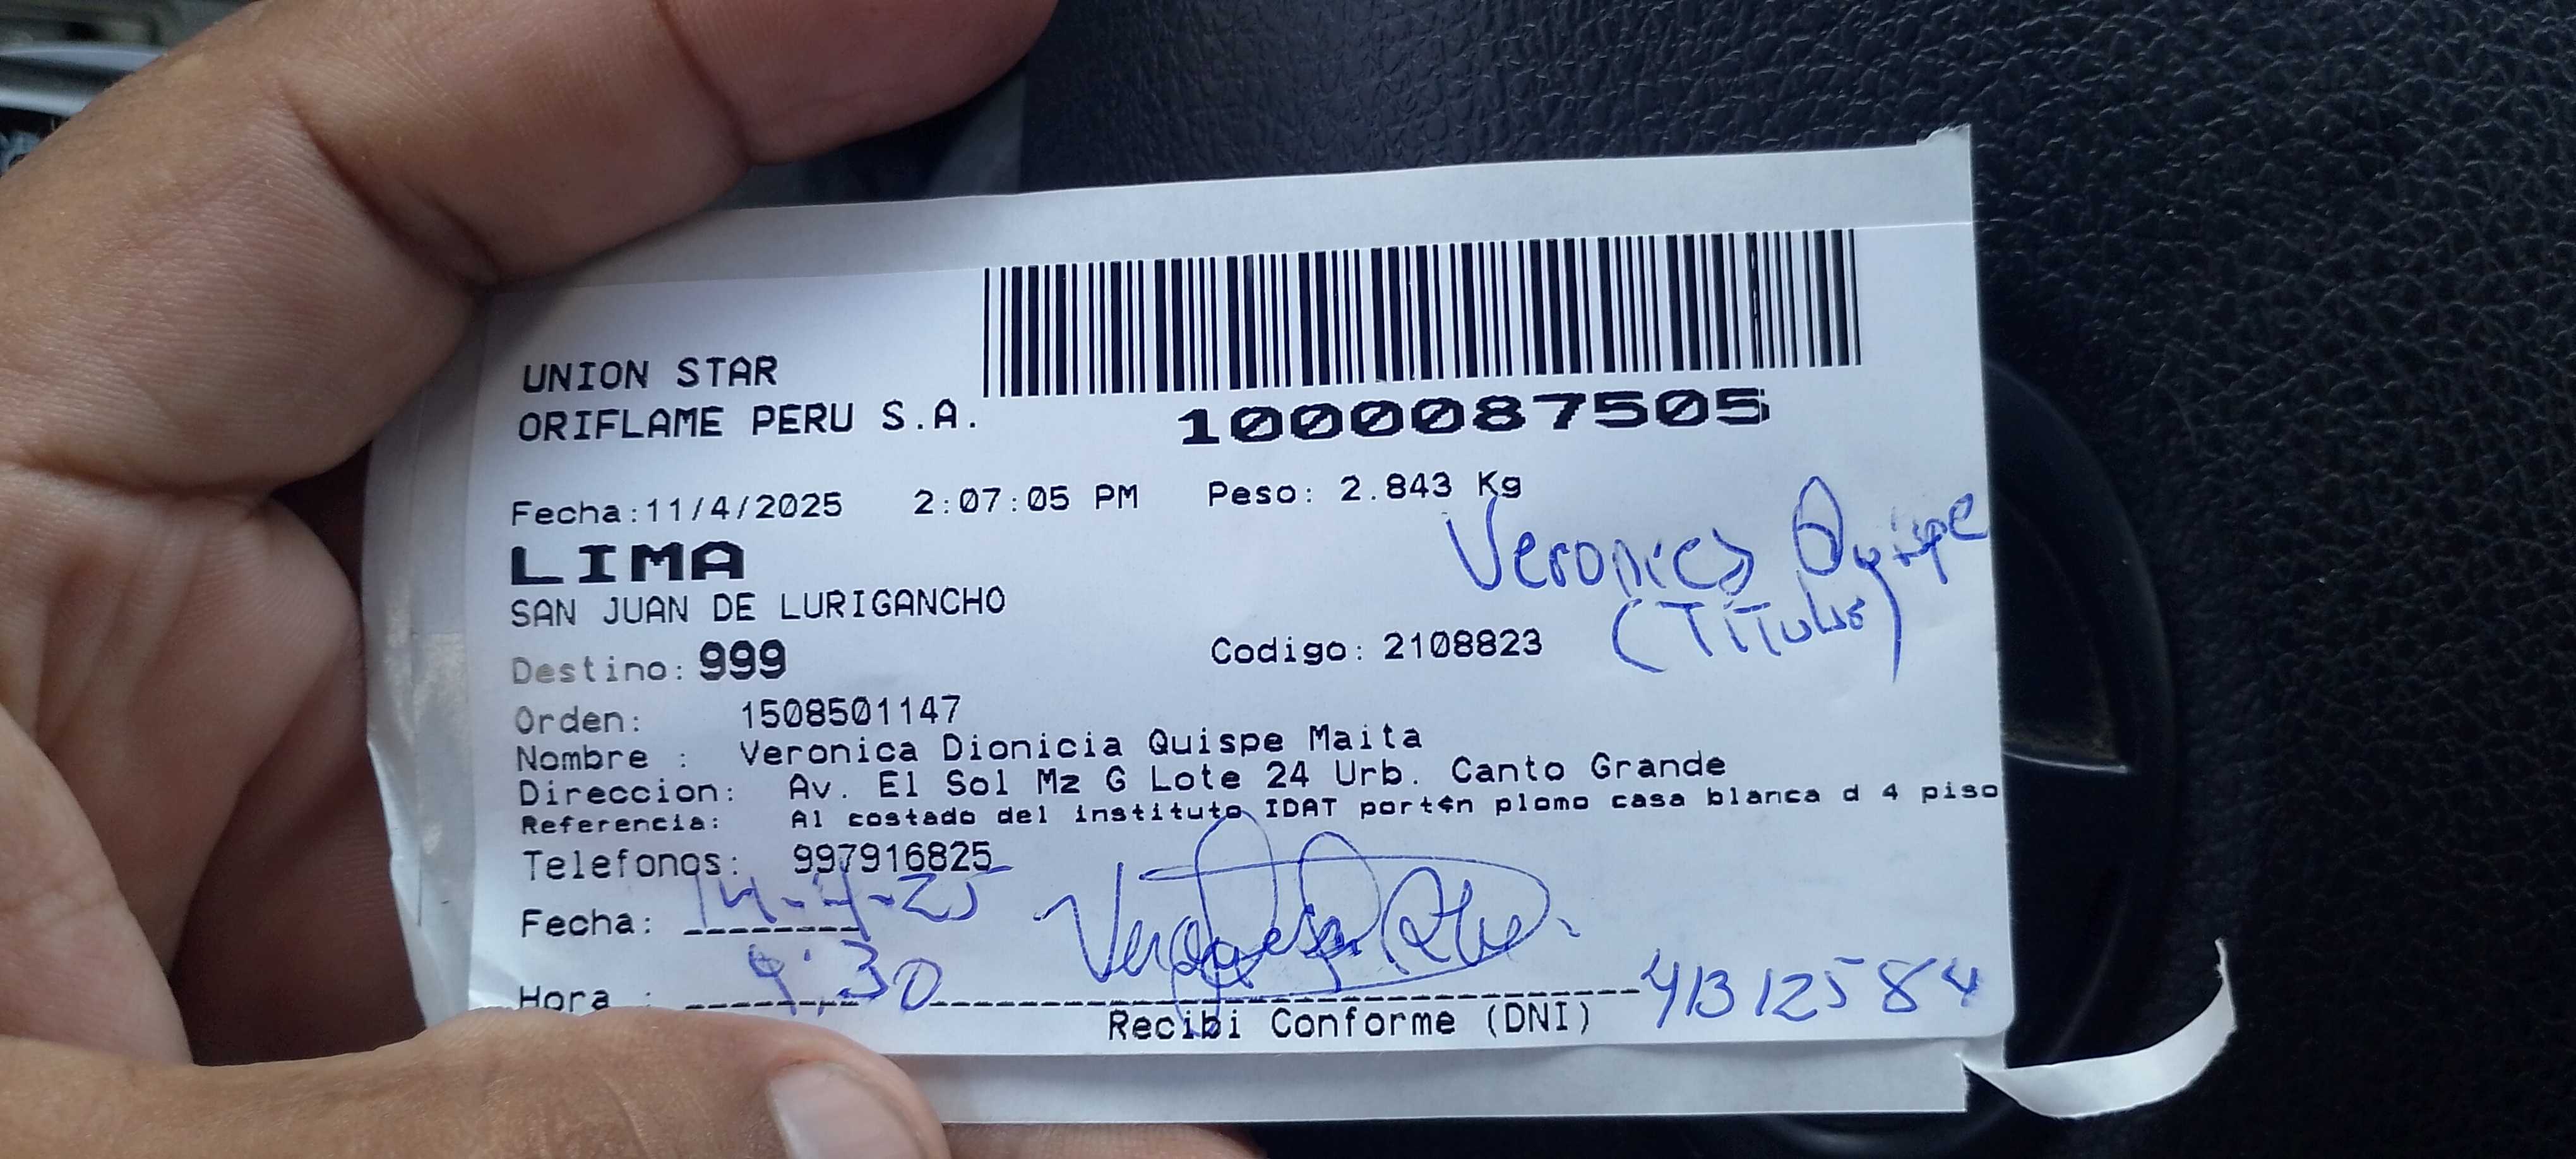 UNION STAR
ORIFLAME PERU S.A.
1000087505
Fecha:11/4/2025 2:07:05 PM Peso: 2.843 Kg
LIMA
Veronica Quispe
SAN JUAN DE LURIGANCHO
(Titular)
Destino: 999 Codigo: 2108823
Orden: 1508501147
Nombre : Veronica Dionicia Quispe Maita
Direccion: Av. El Sol Mz G Lote 24 Urb. Canto Grande
Referencia: Al costado del instituto IDAT port¢n plomo casa blanca d 4 piso
Telefonos: 997916825
Fecha: 14-4-25
Hora : 9:30 41312584
Recibi Conforme (DNI)